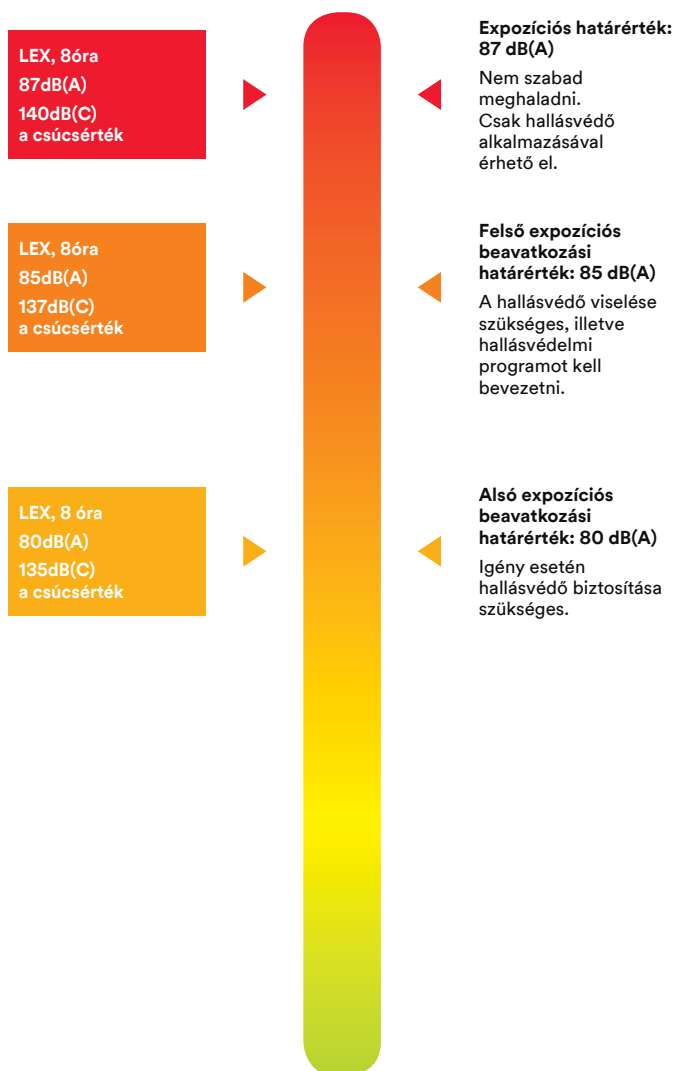 LEX, 8óra
87dB(A)
140dB(C)
a csúcsérték
Expozíciós határérték:
87 dB(A)
Nem szabad
meghaladni.
Csak hallásvédő
alkalmazásával
érhető el.
LEX, 8óra
85dB(A)
137dB(C)
a csúcsérték
Felső expozíciós
beavatkozási
határérték: 85 dB(A)
A hallásvédő viselése
szükséges, illetve
hallásvédelmi
programot kell
bevezetni.
LEX, 8 óra
80dB(A)
135dB(C)
a csúcsérték
Alsó expozíciós
beavatkozási
határérték: 80 dB(A)
Igény esetén
hallásvédő biztosítása
szükséges.